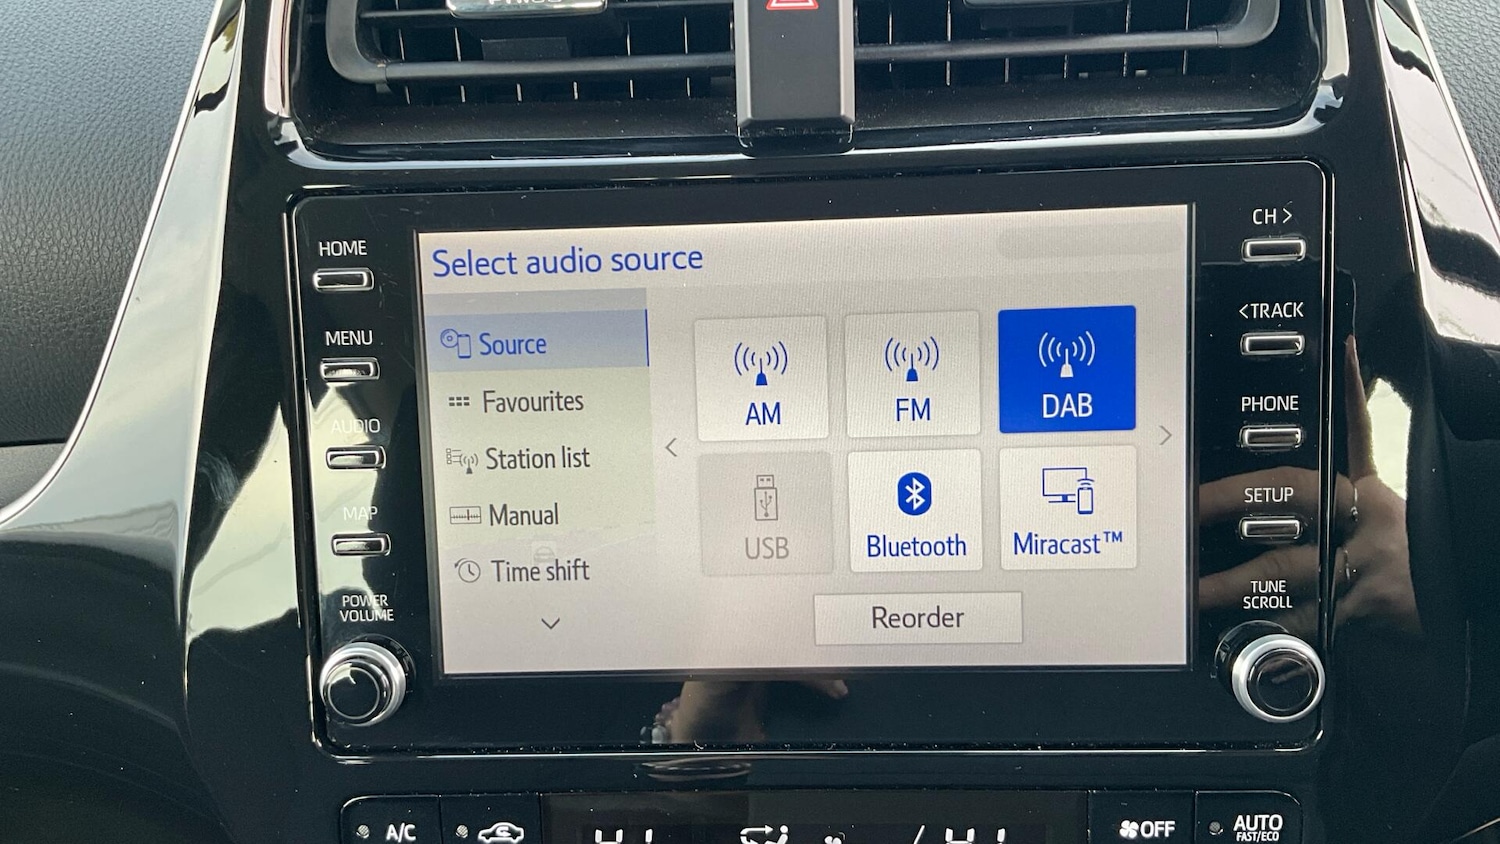 HOME
MENU
AUDIO
MAP
POWER
VOLUME
Select audio source
Source
Favourites
Station list
Manual
Time shift
AM
FM
DAB
USB
Bluetooth
Miracast™
Reorder
CH >
<TRACK
PHONE
SETUP
TUNE
SCROLL
A/C
OFF
AUTO
FAST/ECO